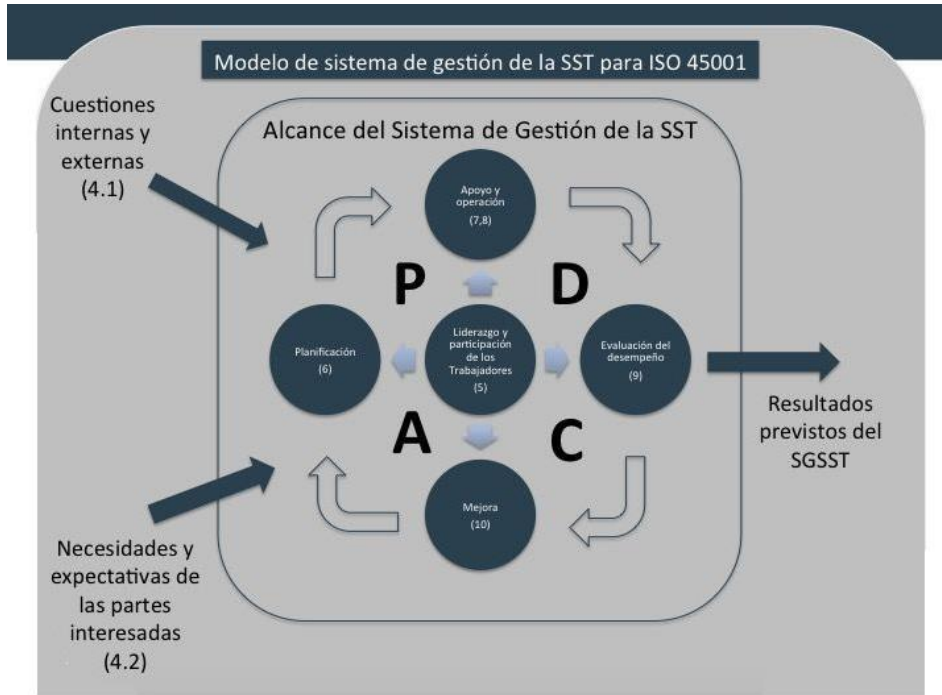 Modelo de sistema de gestión de la SST para ISO 45001
Cuestiones
internas y
externas
(4.1)
Alcance del Sistema de Gestión de la SST
Apoyo y
operación
(7,8)
P
D
Planificación
(6)
Liderazgo y
participación
de los
Trabajadores
(5)
Evaluación del
desempeño
(9)
A
C
Mejora
(10)
Resultados
previstos del
SGSST
Necesidades y
expectativas de
las partes
interesadas
(4.2)